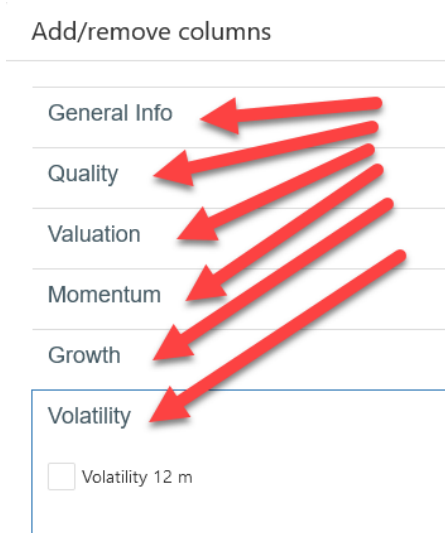 Add/remove columns
General Info
Quality
Valuation
Momentum
Growth
Volatility
Volatility 12 m